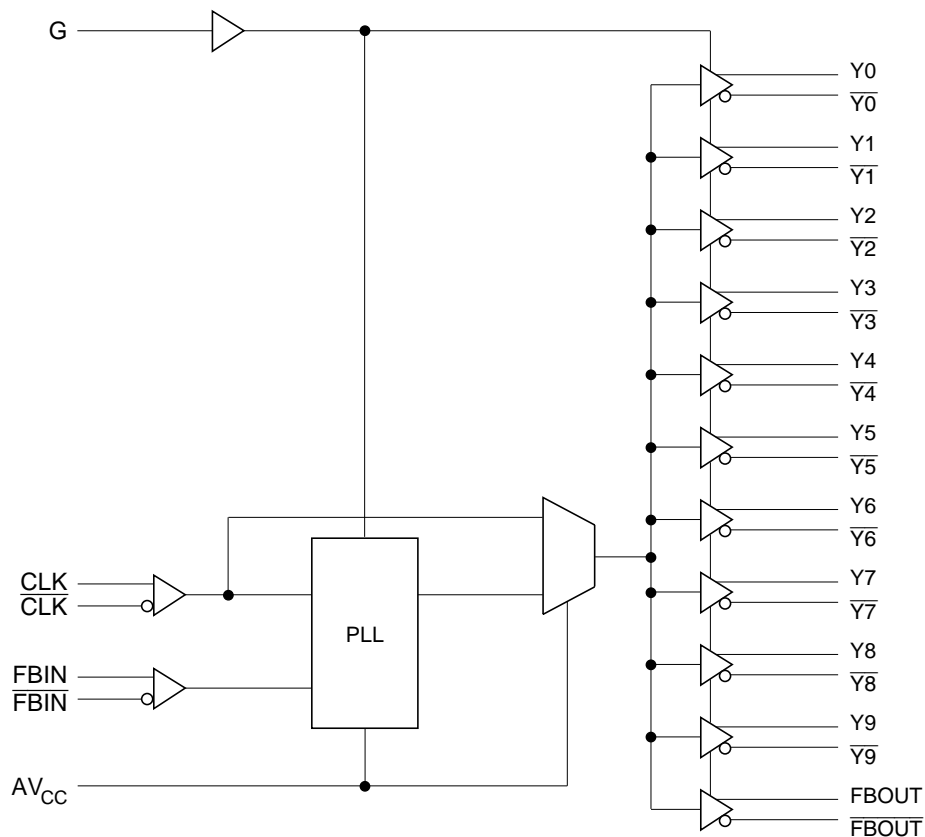 G
Y0
Y0
Y1
Y1
Y2
Y2
Y3
Y3
Y4
Y4
Y5
Y5
Y6
Y6
CLK
CLK
Y7
Y7
PLL
FBIN
FBIN
Y8
Y8
Y9
Y9
AVCC
FBOUT
FBOUT